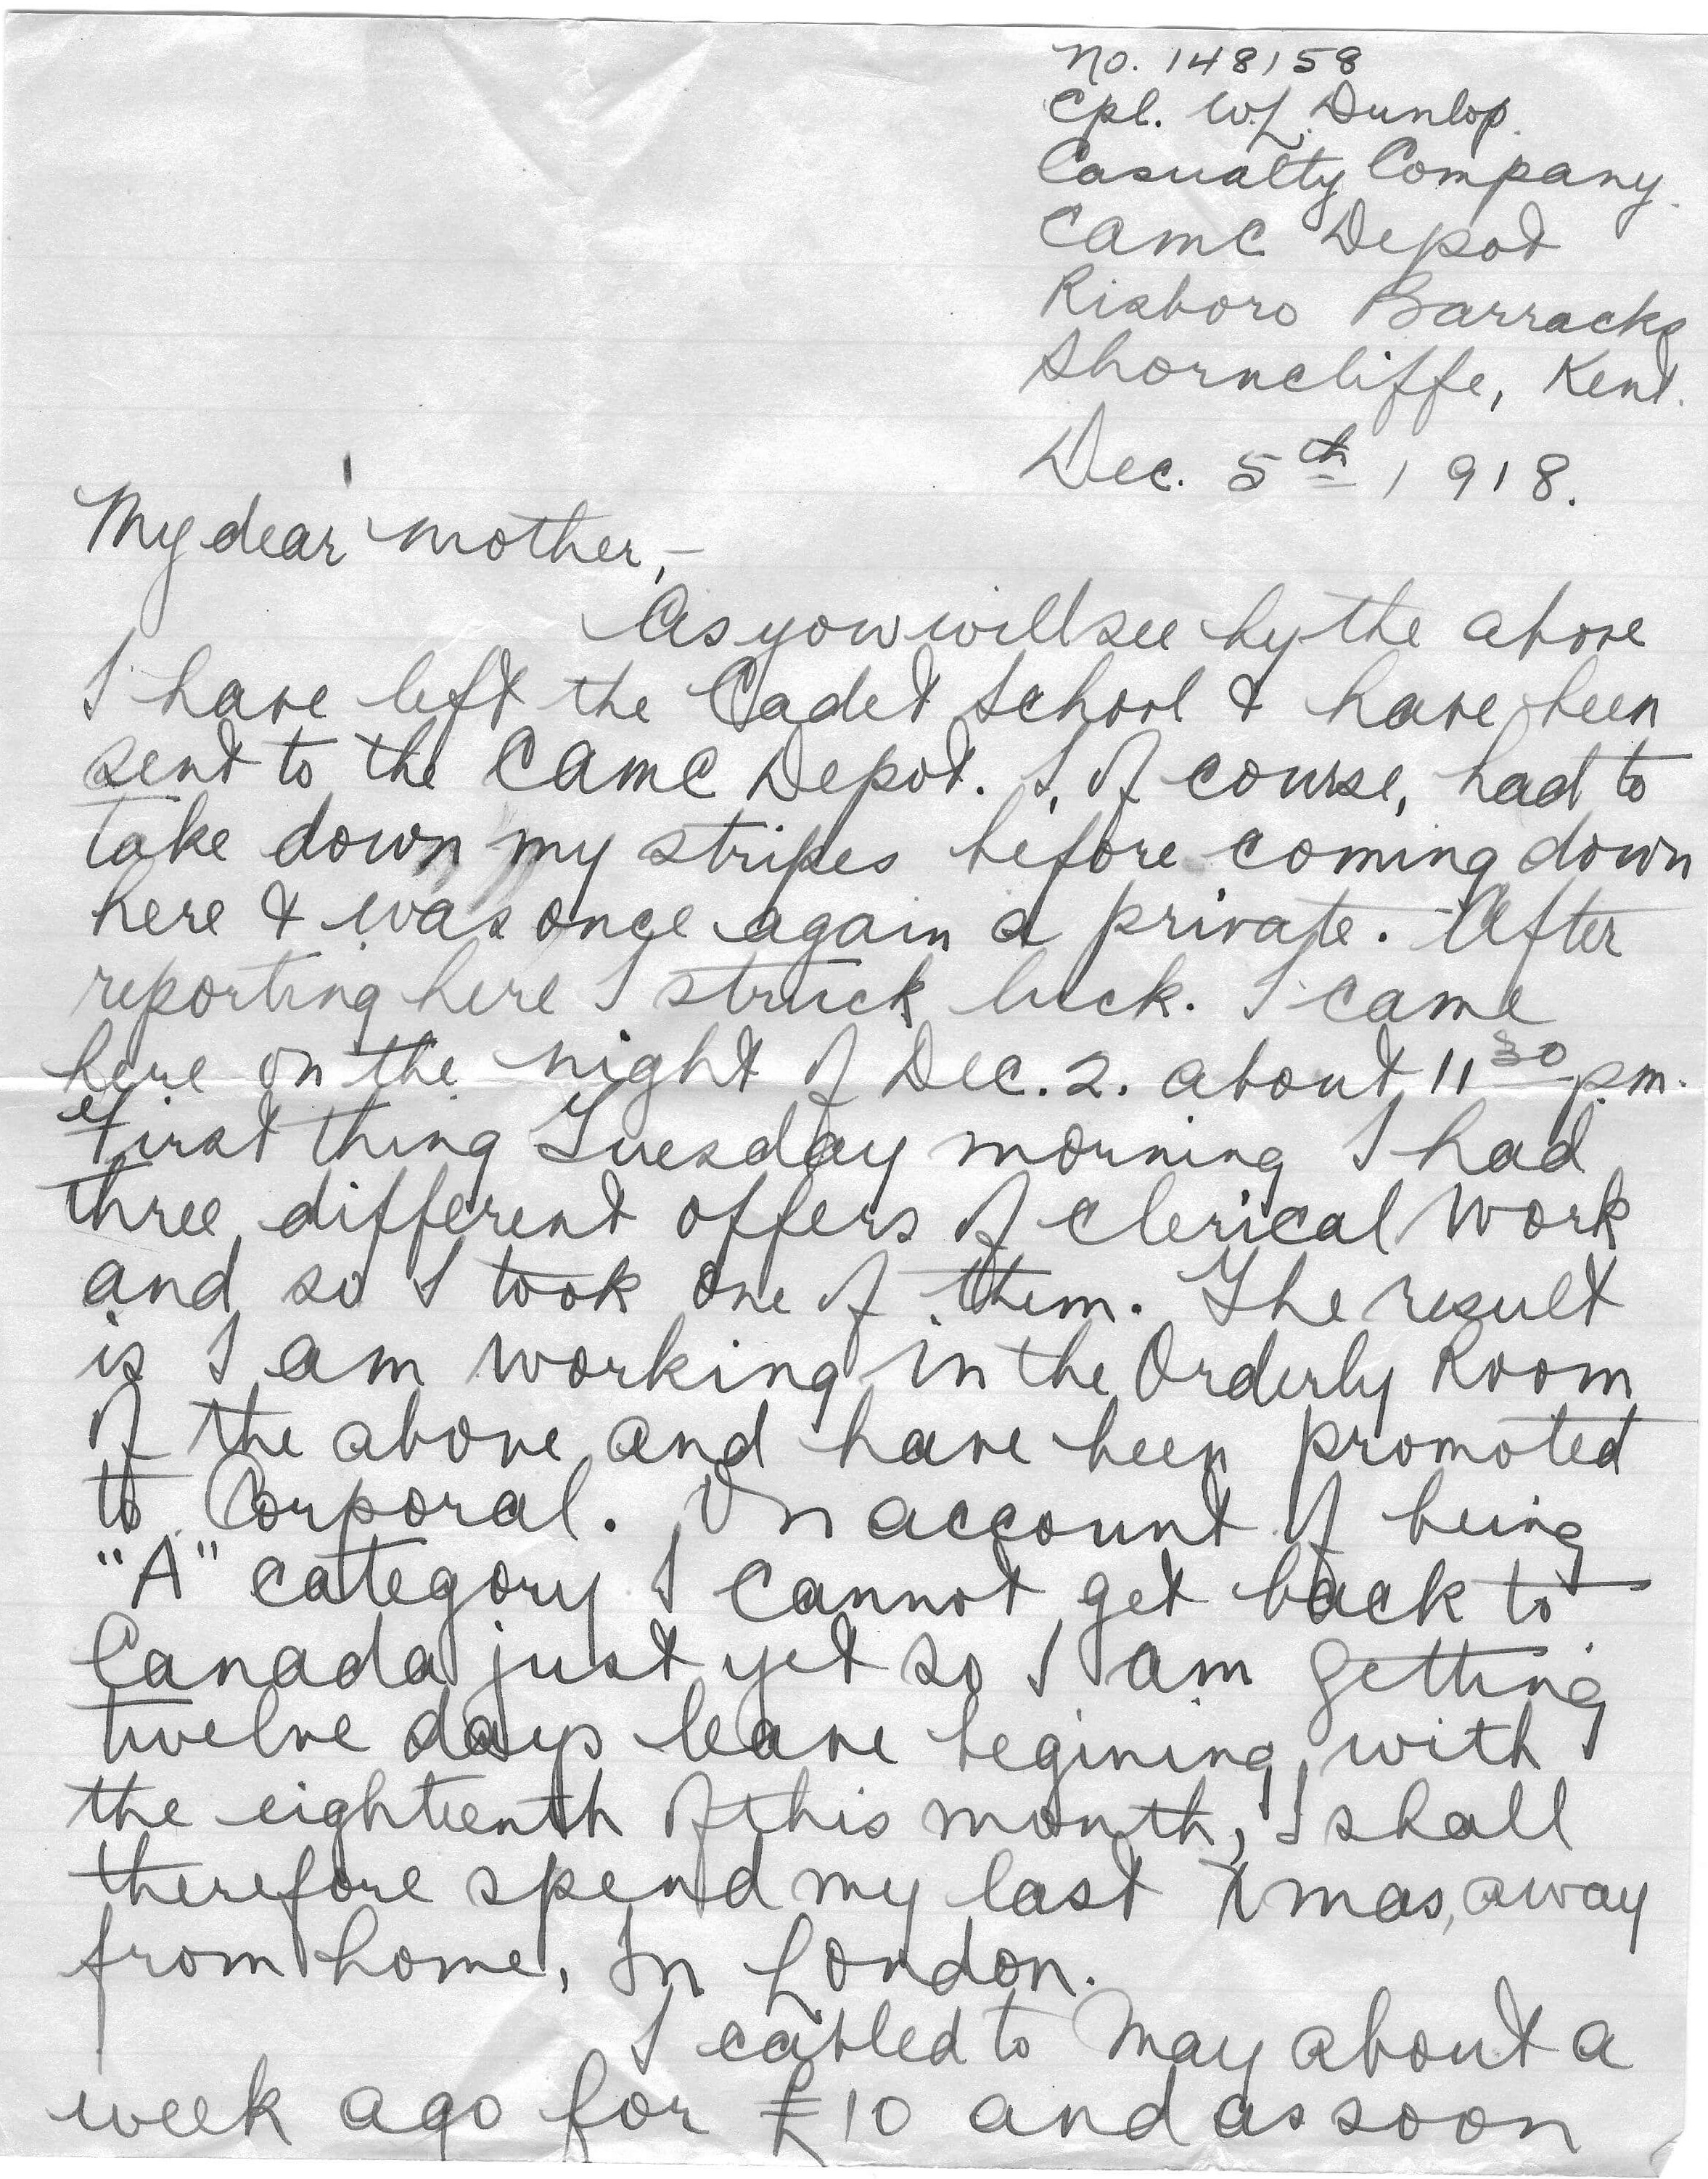 No. 148158
Cpl. W.L. Dunlop.
Casualty Company.
CAMC Depot
Risboro Barracks
Shorncliffe, Kent.
Dec. 5th 1918.
My dear mother,-
As you will see by the above
I have left the Cadet School & have been
sent to the CAMC Depot. I, of course, had to
take down my stripes before coming down
here & was once again a private. After
reporting here I struck luck. I came
here on the night of Dec. 2. about 11 30 p.m.
First thing Tuesday morning I had
three different offers of clerical work
and so I took one of them. The result
is I am working in the Orderly Room
of the above and have been promoted
to Corporal. On account of being
"A" category I cannot get back to
Canada just yet so I am getting
twelve days leave begining with
the eighteenth of this month, I shall
therefore spend my last Xmas, away
from home, in London.
I cabled to May about a
week ago for £10 and as soon